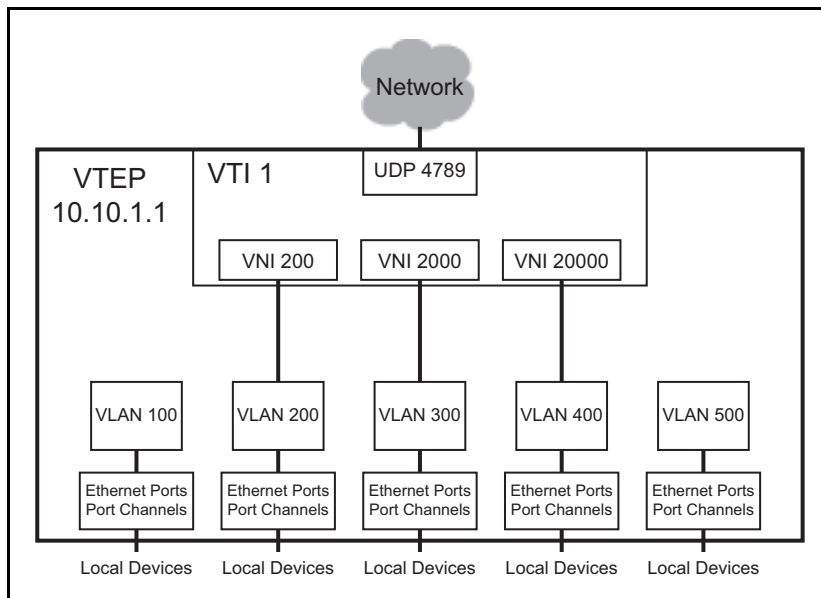 Network
VTEP
10.10.1.1
VTI 1
UDP 4789
VNI 200
VNI 2000
VNI 20000
VLAN 100
VLAN 200
VLAN 300
VLAN 400
VLAN 500
Ethernet Ports
Port Channels
Ethernet Ports
Port Channels
Ethernet Ports
Port Channels
Ethernet Ports
Port Channels
Ethernet Ports
Port Channels
Local Devices
Local Devices
Local Devices
Local Devices
Local Devices